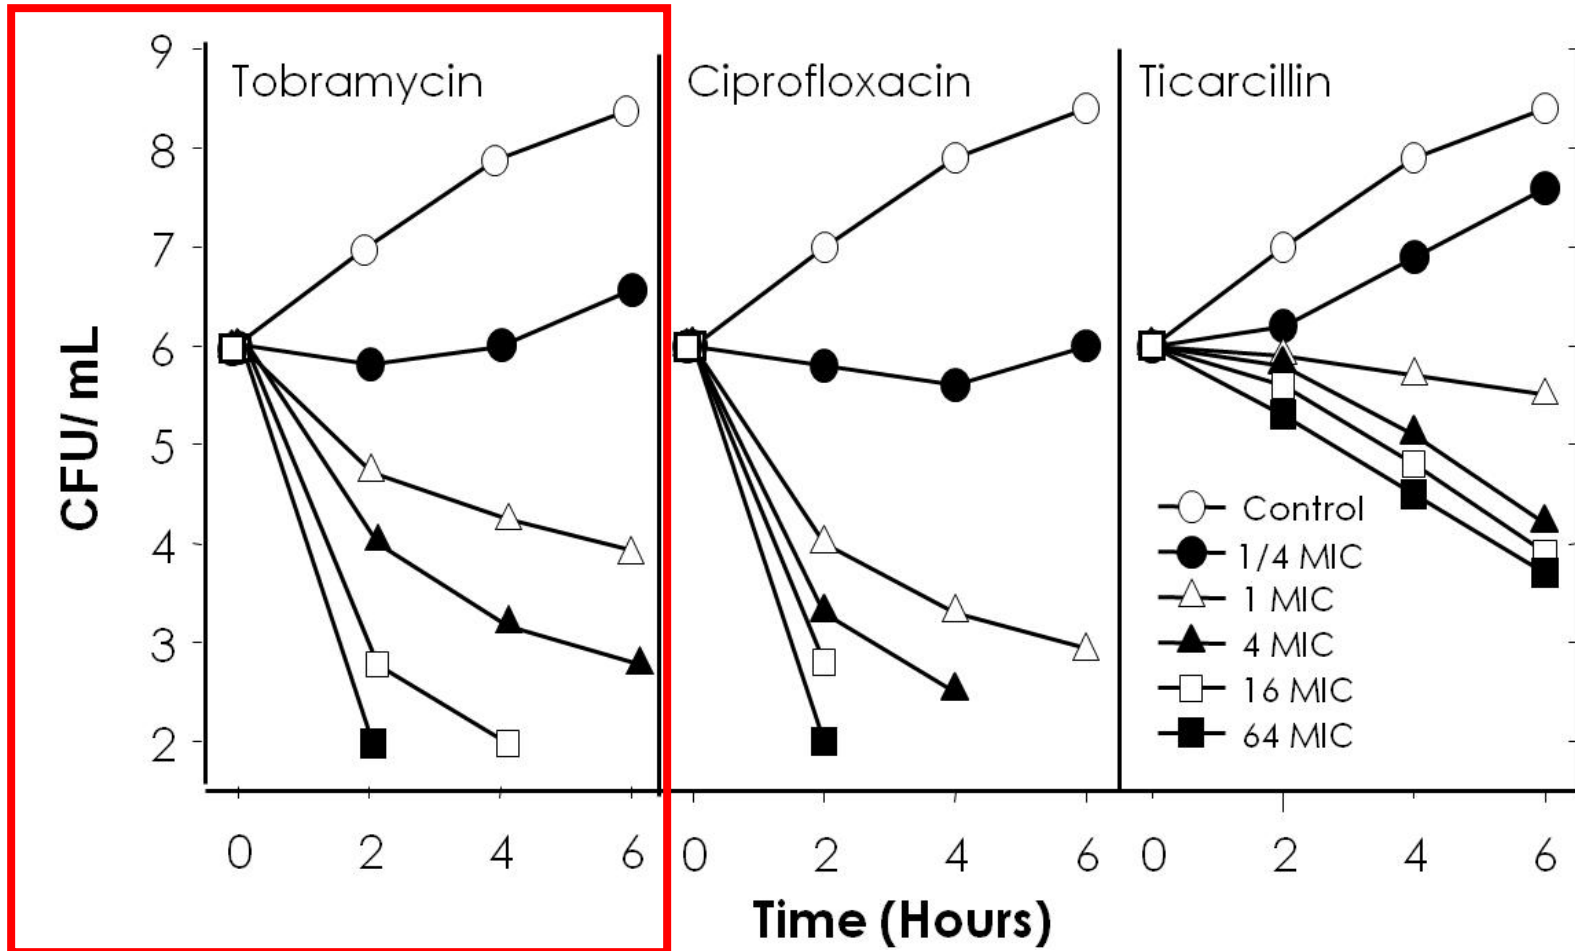 Tobramycin
Ciprofloxacin
Ticarcillin
9
8
7
6
5
4
3
2
CFU/ mL
Control
1/4 MIC
1 MIC
4 MIC
16 MIC
64 MIC
0 2 4 6 0 2 4 6 0 2 4 6
Time (Hours)